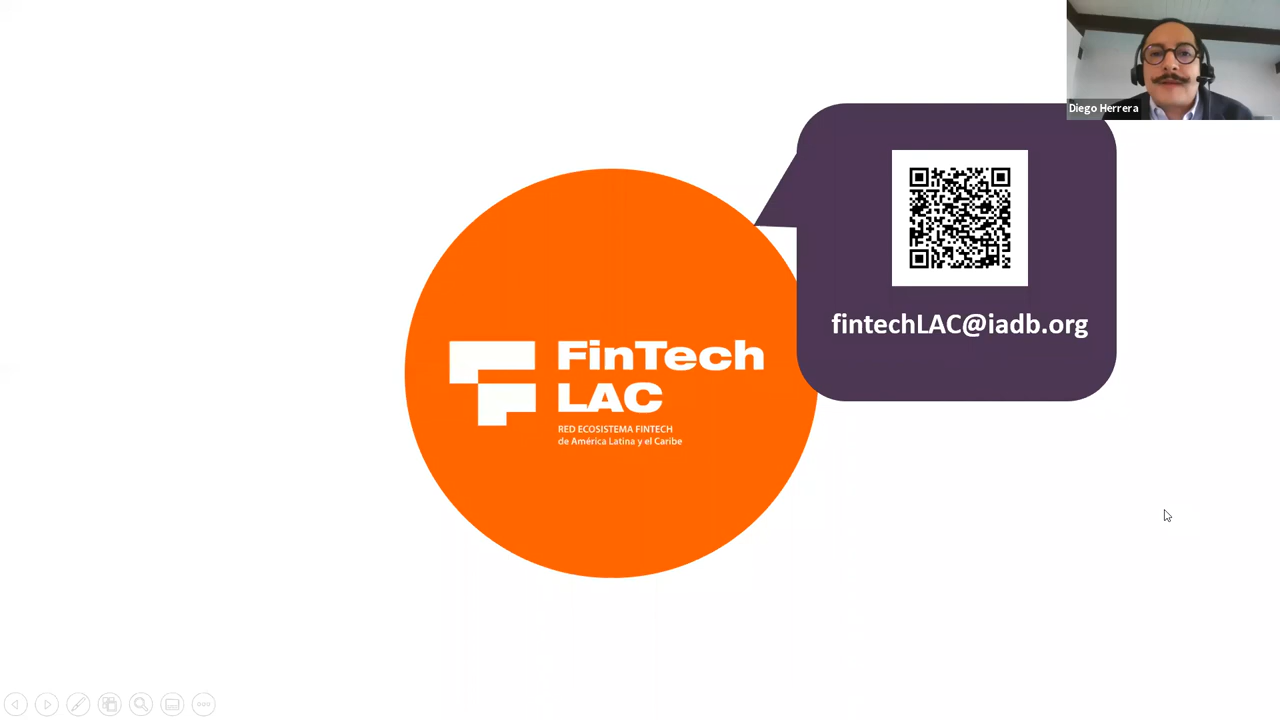 Diego Herrera
fintechLAC@iadb.org
FinTech
LAC
RED ECOSISTEMA FINTECH
de América Latina y el Caribe